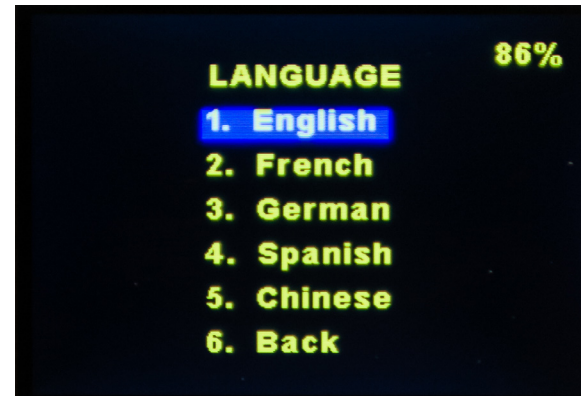 86%
LANGUAGE
1. English
2. French
3. German
4. Spanish
5. Chinese
6. Back